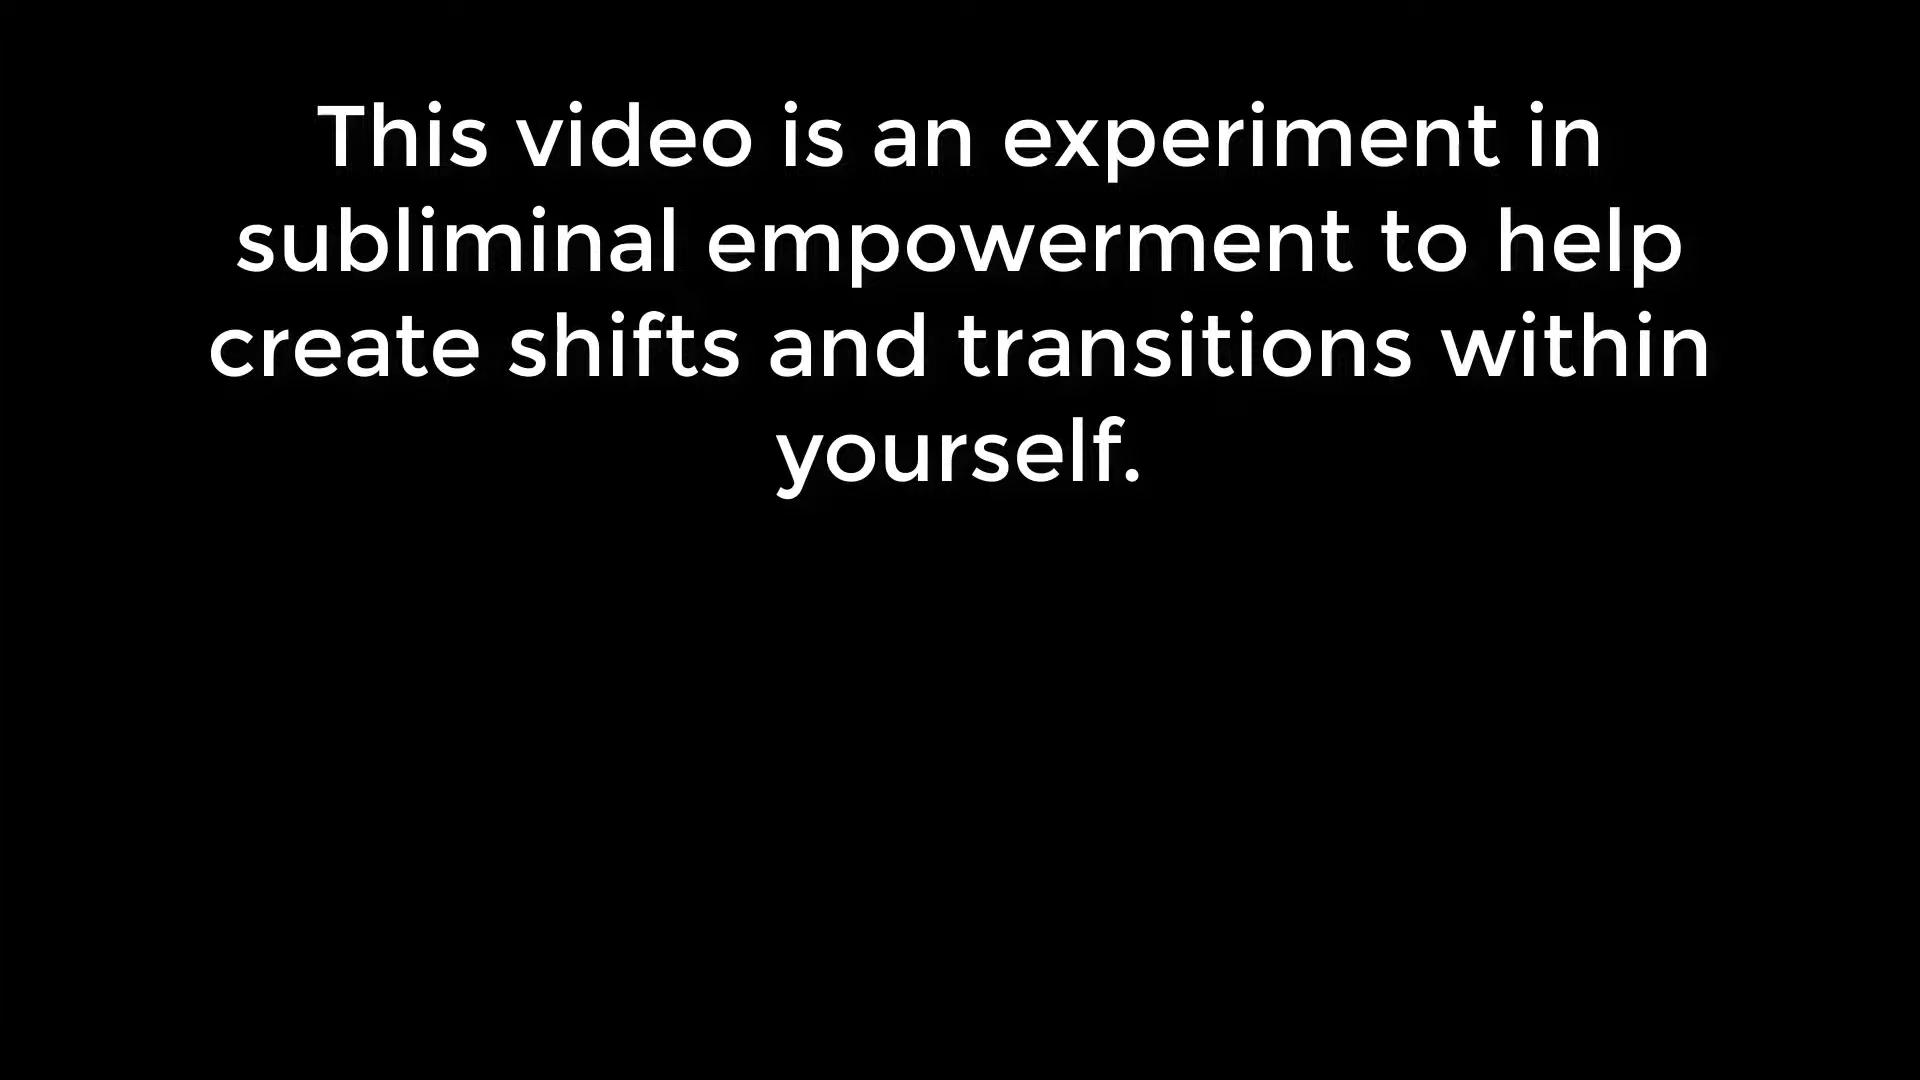 This video is an experiment in
subliminal empowerment to help
create shifts and transitions within
yourself.